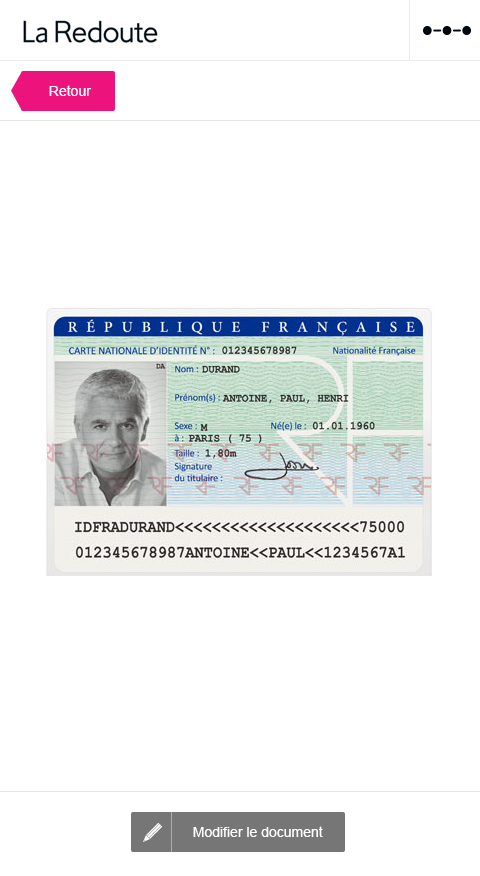 La Redoute
Retour
RÉPUBLIQUE FRANÇAISE
CARTE NATIONALE D'IDENTITÉ N° : 012345678987 Nationalité Française
DA
Nom : DURAND
Prénom(s) : ANTOINE, PAUL, HENRI
Sexe : M Né(e) le : 01.01.1960
à : PARIS ( 75 )
Taille : 1,80m
Signature
du titulaire :
IDFRADURAND<<<<<<<<<<<<<<<<<<<<75000
012345678987ANTOINE<<PAUL<<1234567A1
Modifier le document